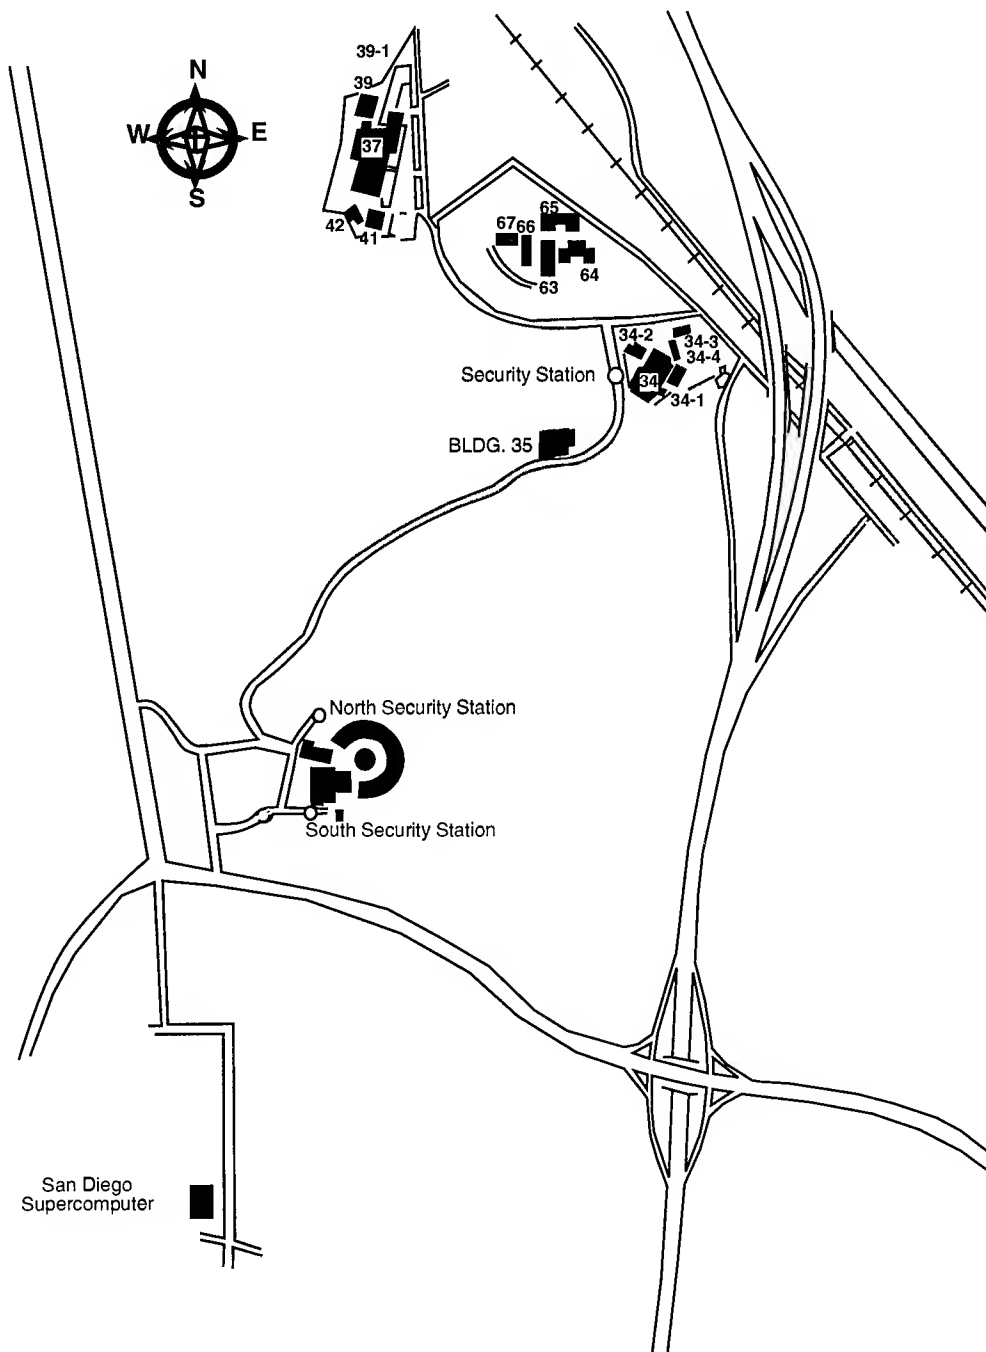 39-1
39
N
W
E
S
37
42
41
65
67
66
64
63
34-2
34-3
34-4
Security Station
34
34-1
BLDG. 35
North Security Station
South Security Station
San Diego
Supercomputer